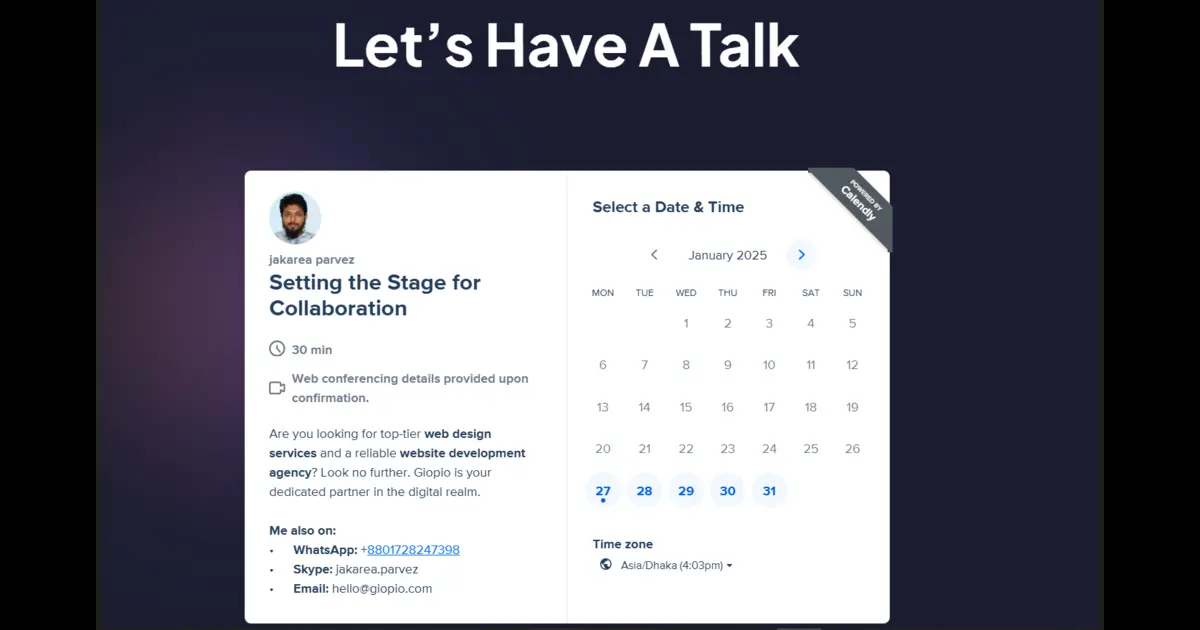 Let's Have A Talk
POWERED BY
Calendly
jakarea parvez
Setting the Stage for
Collaboration
30 min
Web conferencing details provided upon
confirmation.
Are you looking for top-tier web design
services and a reliable website development
agency? Look no further. Giopio is your
dedicated partner in the digital realm.
Me also on:
• WhatsApp: +8801728247398
• Skype: jakarea.parvez
• Email: hello@giopio.com
Select a Date & Time
January 2025
MON TUE WED THU FRI SAT SUN
1 2 3 4 5
6 7 8 9 10 11 12
13 14 15 16 17 18 19
20 21 22 23 24 25 26
27 28 29 30 31
Time zone
Asia/Dhaka (4:03pm)